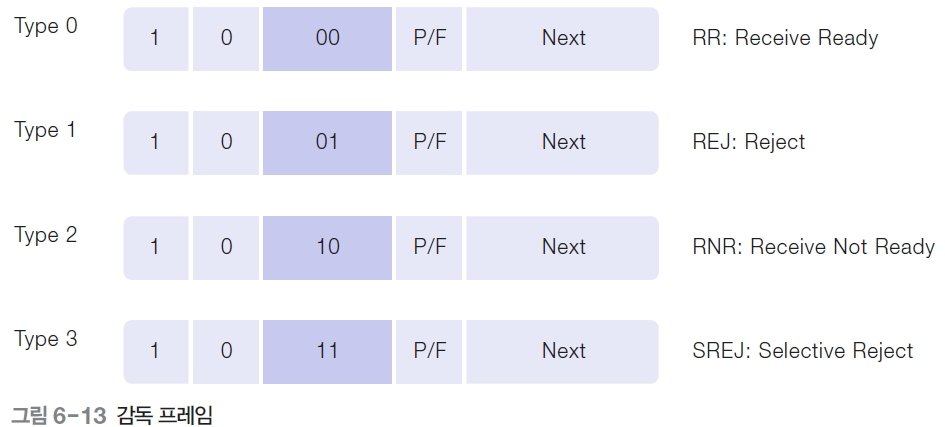 Type 0 1 0 00 P/F Next RR: Receive Ready
Type 1 1 0 01 P/F Next REJ: Reject
Type 2 1 0 10 P/F Next RNR: Receive Not Ready
Type 3 1 0 11 P/F Next SREJ: Selective Reject
그림 6-13 감독 프레임